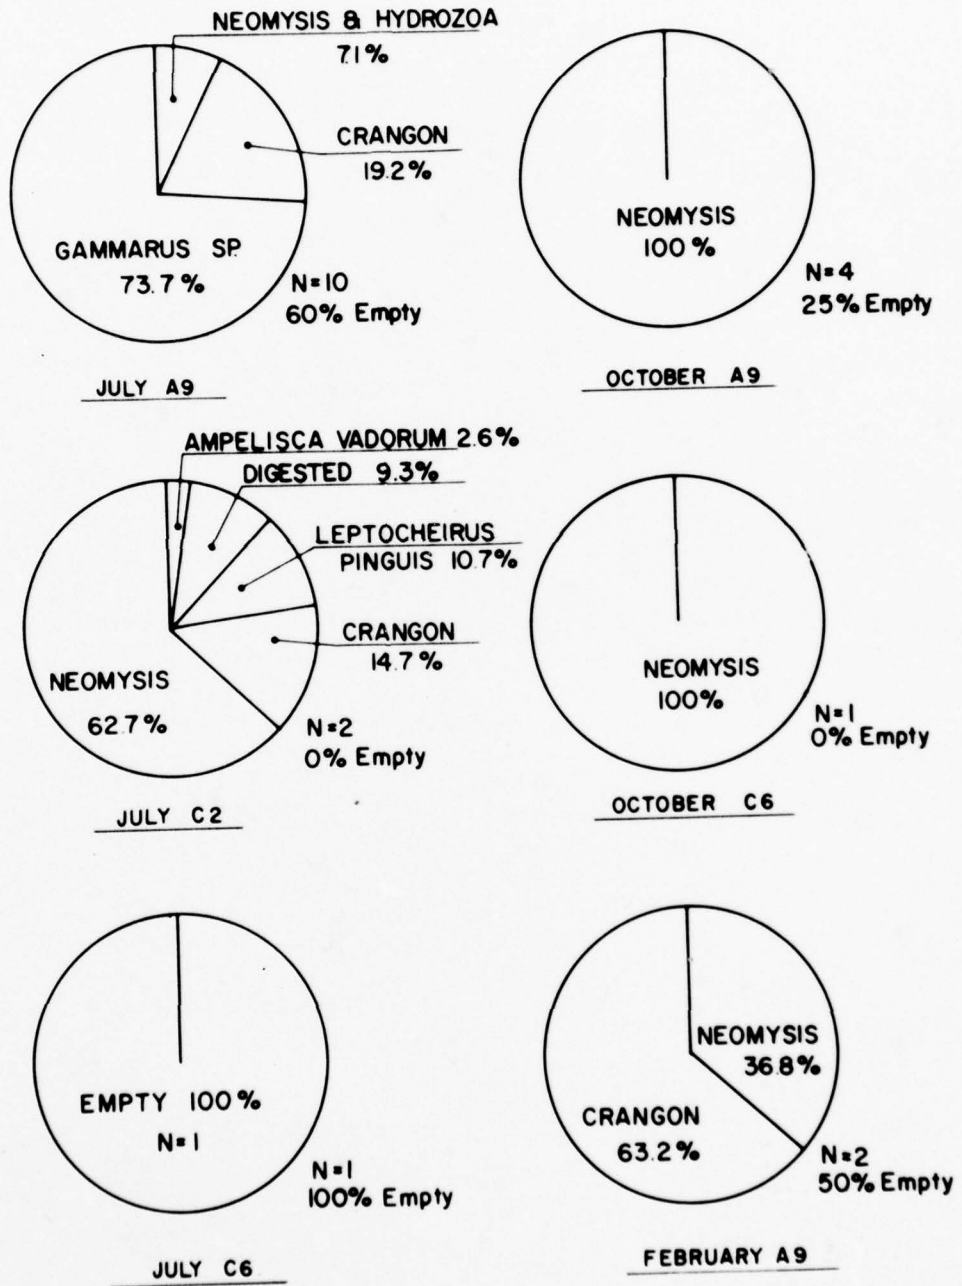 NEOMYSIS & HYDROZOA
7.1%
CRANGON
19.2%
GAMMARUS SP.
73.7%
N=10
60% Empty
JULY A9
NEOMYSIS
100%
N=4
25% Empty
OCTOBER A9
AMPELISCA VADORUM 2.6%
DIGESTED 9.3%
LEPTOCHEIRUS
PINGUIS 10.7%
CRANGON
14.7%
NEOMYSIS
62.7%
N=2
0% Empty
JULY C2
NEOMYSIS
100%
N=1
0% Empty
OCTOBER C6
EMPTY 100%
N=1
N=1
100% Empty
JULY C6
NEOMYSIS
36.8%
CRANGON
63.2%
N=2
50% Empty
FEBRUARY A9